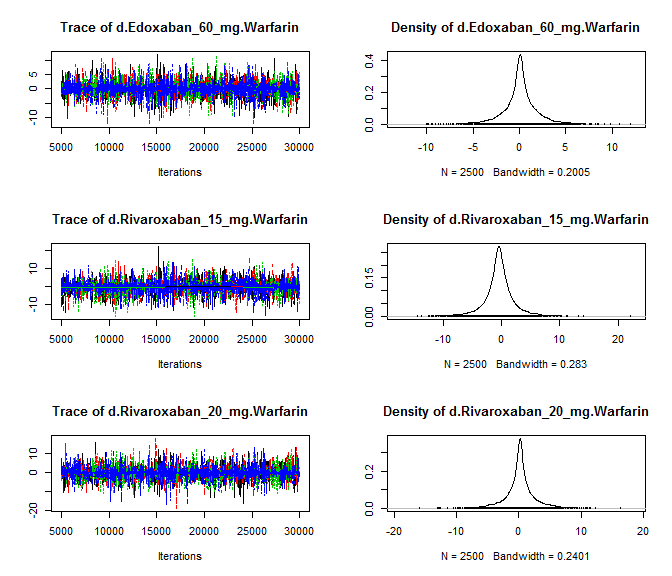 Trace of d.Edoxaban_60_mg.Warfarin
-10 5
5000 10000 15000 20000 25000 30000
Iterations
Density of d.Edoxaban_60_mg.Warfarin
0.0 0.2 0.4
-10 -5 0 5 10
N = 2500 Bandwidth = 0.2005
Trace of d.Rivaroxaban_15_mg.Warfarin
-10 10
5000 10000 15000 20000 25000 30000
Iterations
Density of d.Rivaroxaban_15_mg.Warfarin
0.00 0.15
-10 0 10 20
N = 2500 Bandwidth = 0.283
Trace of d.Rivaroxaban_20_mg.Warfarin
-20 0 10
5000 10000 15000 20000 25000 30000
Iterations
Density of d.Rivaroxaban_20_mg.Warfarin
0.0 0.2
-20 -10 0 10 20
N = 2500 Bandwidth = 0.2401